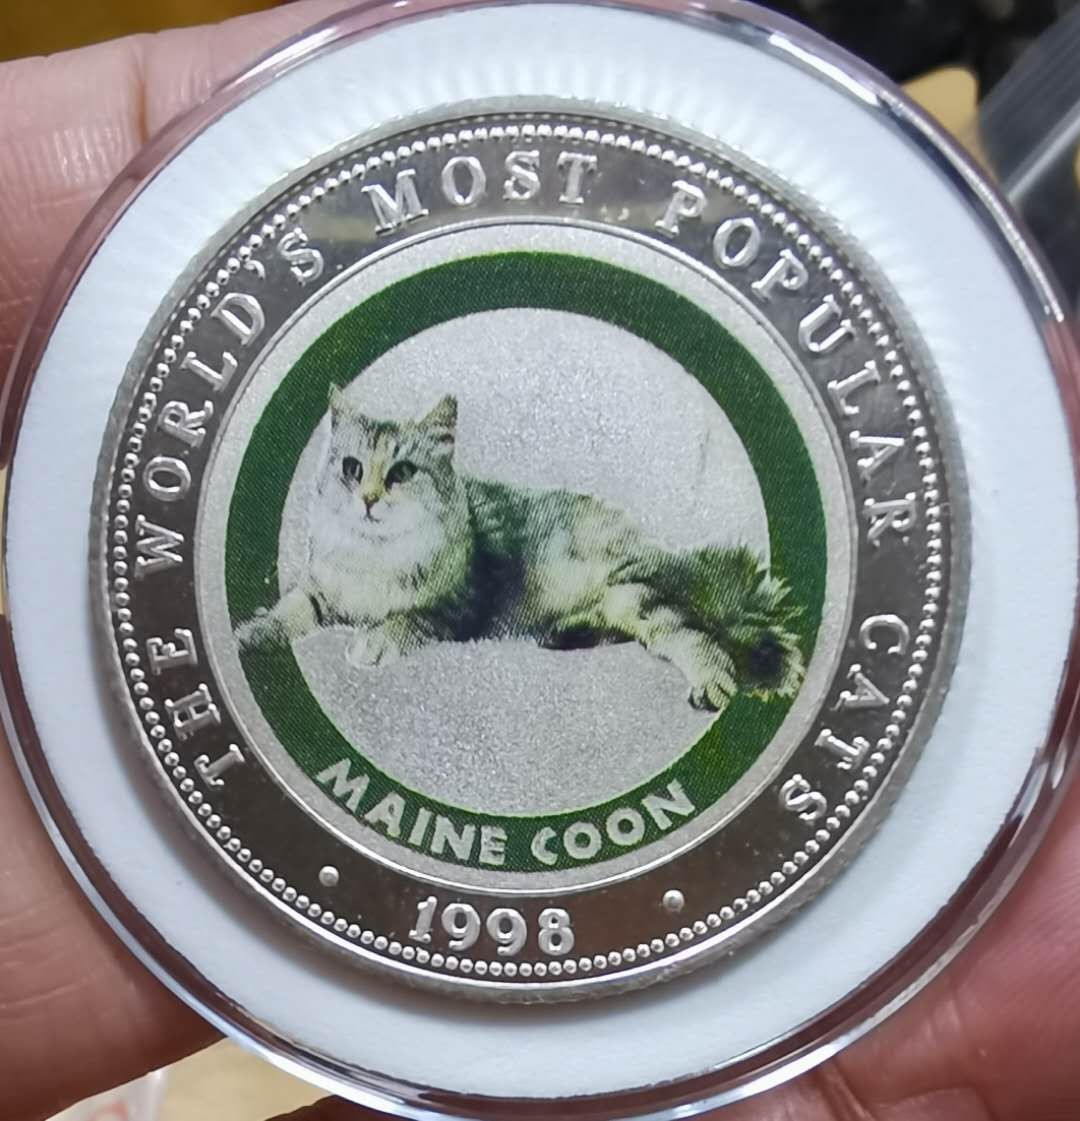 THE WORLD'S MOST POPULAR CATS
MAINE COON
1998